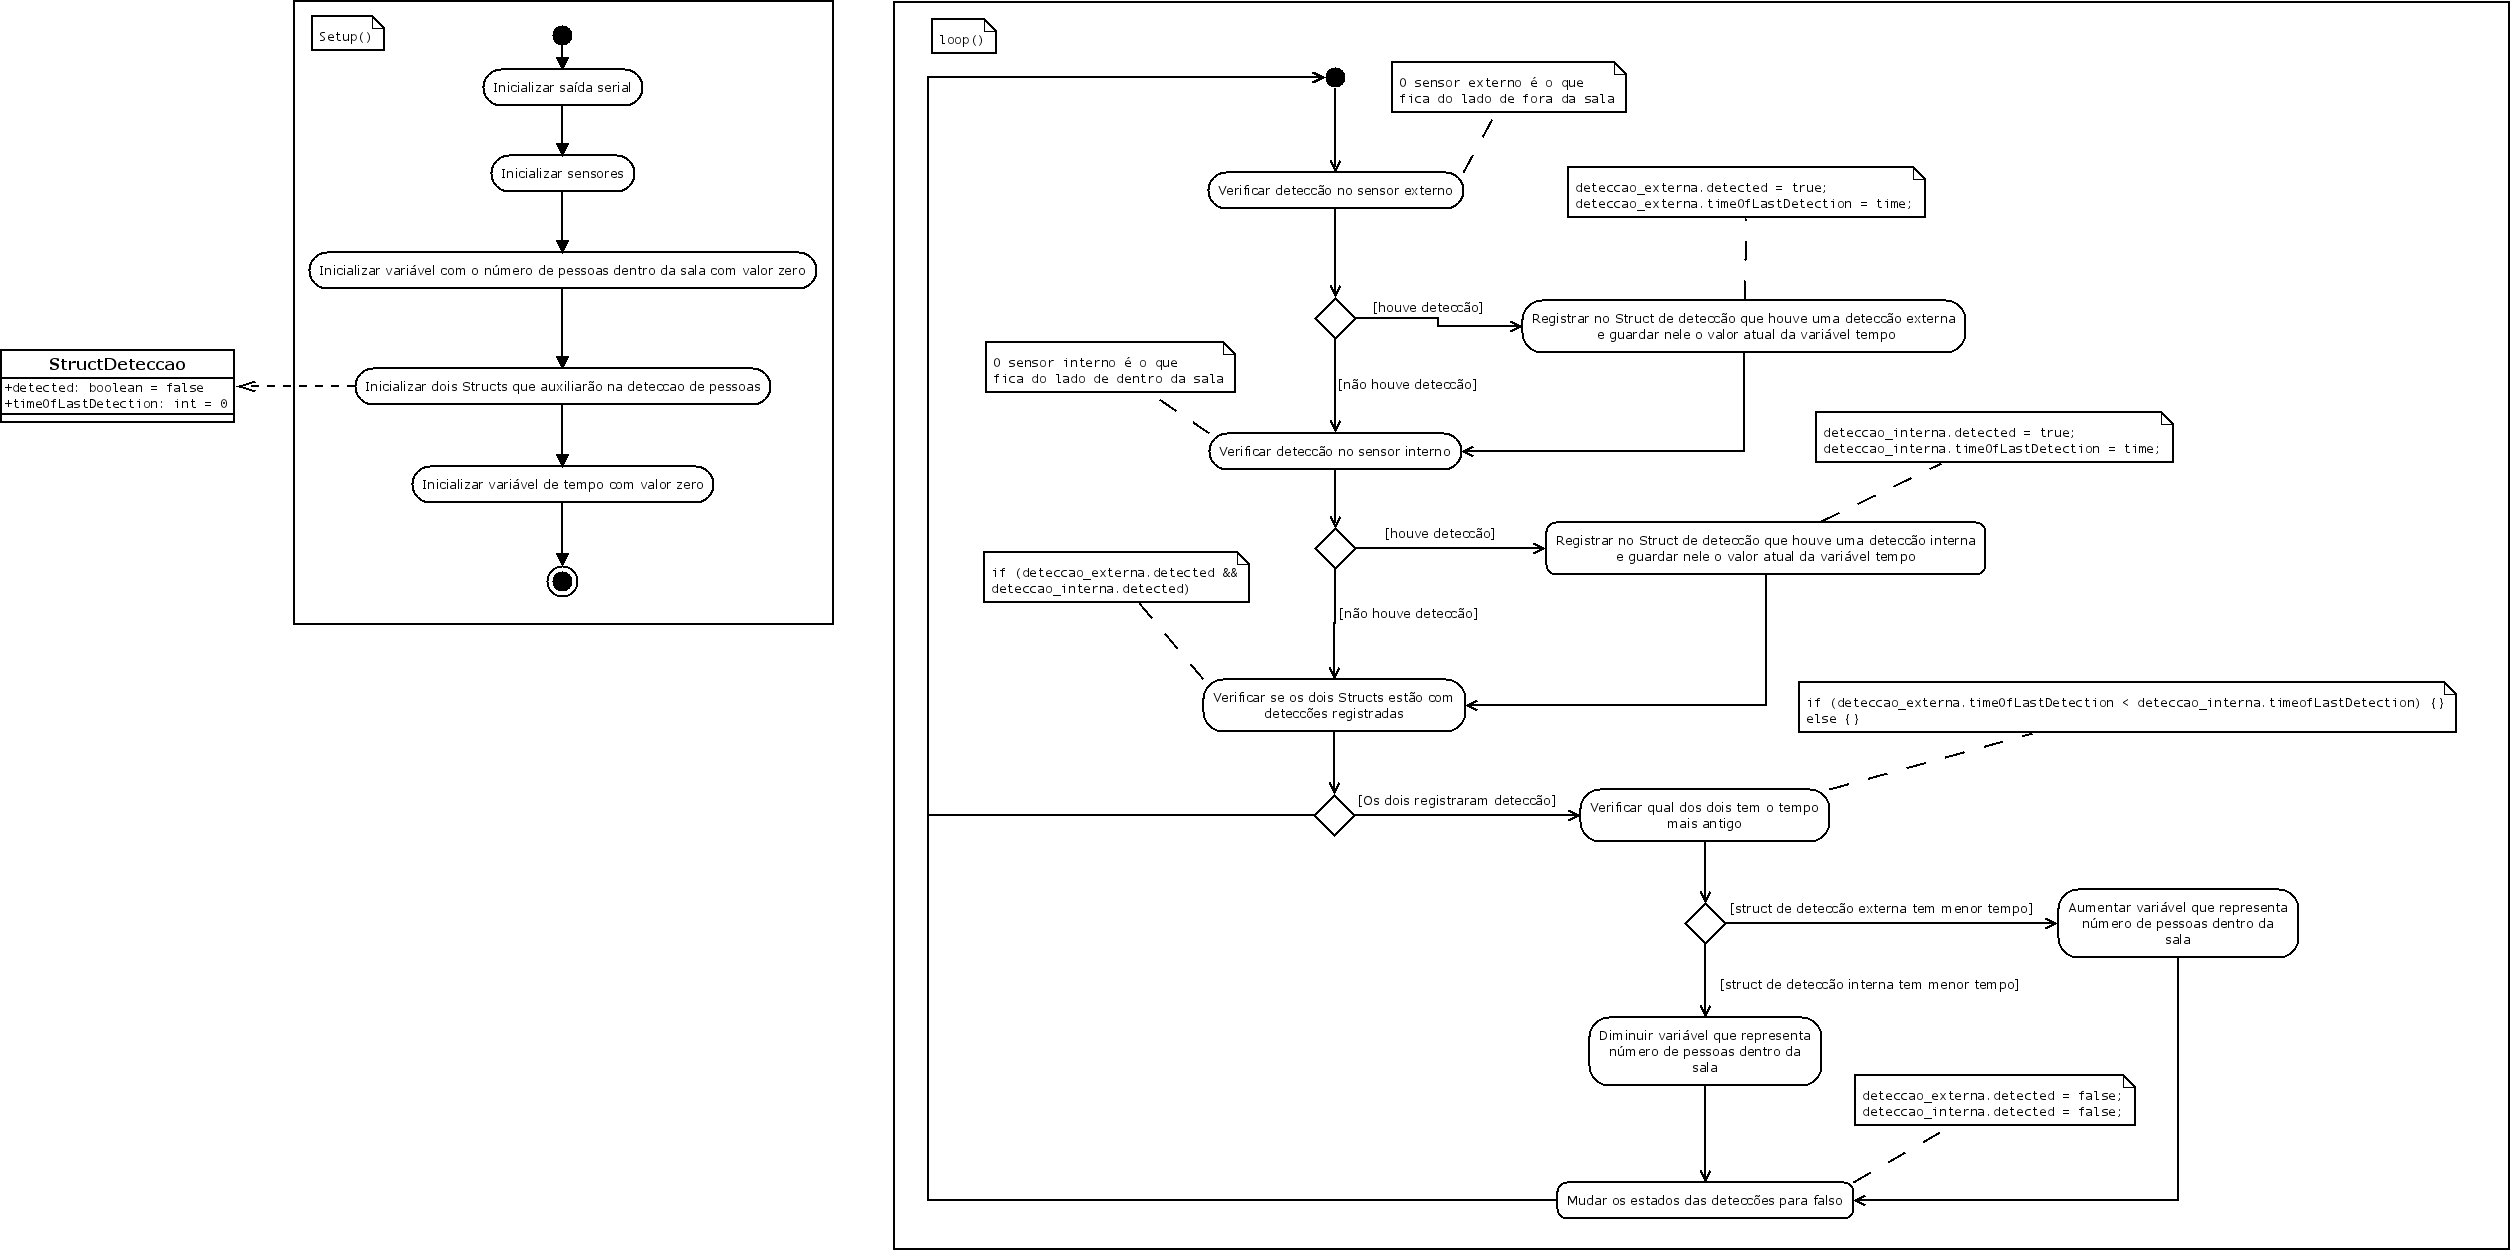 Setup()
Inicializar saída serial
Inicializar sensores
Inicializar variável com o número de pessoas dentro da sala com valor zero
StructDeteccao
+detected: boolean = false
+timeOfLastDetection: int = 0
Inicializar dois Structs que auxiliarão na deteccao de pessoas
Inicializar variável de tempo com valor zero
loop()
O sensor externo é o que
fica do lado de fora da sala
Verificar deteccão no sensor externo
deteccao_externa.detected = true;
deteccao_externa.timeOfLastDetection = time;
[houve deteccão]
Registrar no Struct de deteccão que houve uma deteccão externa
e guardar nele o valor atual da variável tempo
O sensor interno é o que
fica do lado de dentro da sala
[não houve deteccão]
Verificar deteccão no sensor interno
deteccao_interna.detected = true;
deteccao_interna.timeOfLastDetection = time;
[houve deteccão]
Registrar no Struct de deteccão que houve uma deteccão interna
e guardar nele o valor atual da variável tempo
if (deteccao_externa.detected &&
deteccao_interna.detected)
[não houve deteccão]
Verificar se os dois Structs estão com
deteccões registradas
if (deteccao_externa.timeOfLastDetection < deteccao_interna.timeofLastDetection) {}
else {}
[Os dois registraram deteccão]
Verificar qual dos dois tem o tempo
mais antigo
[struct de deteccão externa tem menor tempo]
Aumentar variável que representa
número de pessoas dentro da
sala
[struct de deteccão interna tem menor tempo]
Diminuir variável que representa
número de pessoas dentro da
sala
deteccao_externa.detected = false;
deteccao_interna.detected = false;
Mudar os estados das deteccões para falso